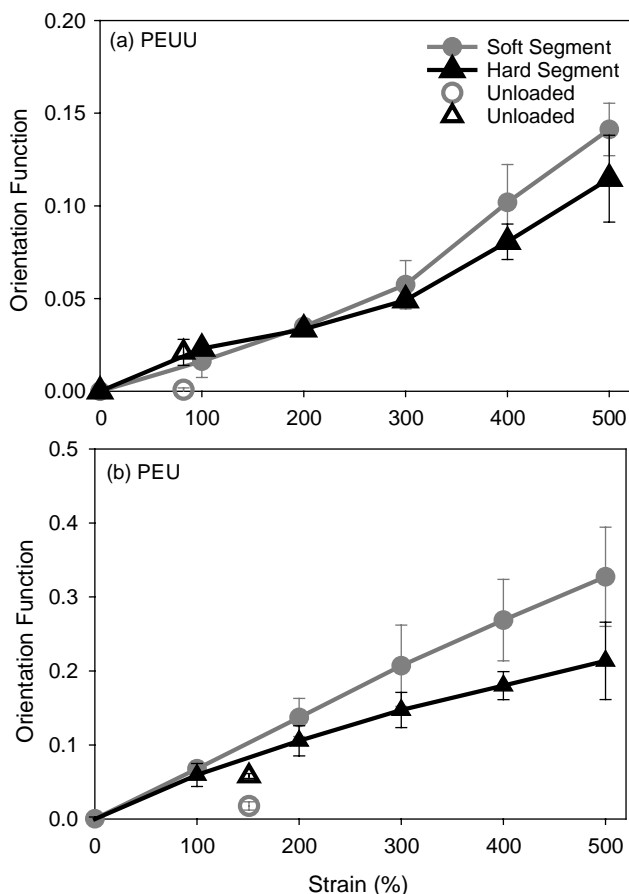 0.20
(a) PEUU
Soft Segment
Hard Segment
Unloaded
Unloaded
0.15
0.10
0.05
0.00
Orientation Function
0 100 200 300 400 500
0.5
(b) PEU
0.4
0.3
0.2
0.1
0.0
Orientation Function
0 100 200 300 400 500
Strain (%)